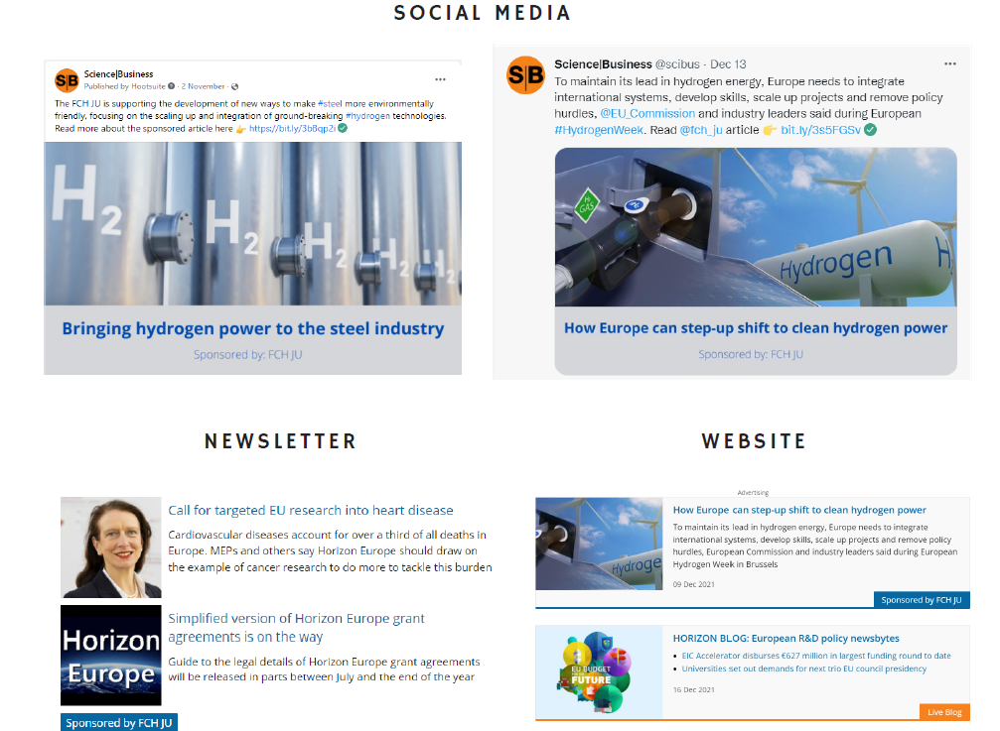 SOCIAL MEDIA
S|B
Science|Business
Published by Hootsuite · 2 November ·
The FCH JU is supporting the development of new ways to make #steel more environmentally
friendly, focusing on the scaling up and integration of ground-breaking #hydrogen technologies.
Read more about the sponsored article here 👉 https://bit.ly/3b8qp2i
H2
H2
H2
H2
H2
Bringing hydrogen power to the steel industry
Sponsored by: FCH JU
S|B
Science|Business @scibus · Dec 13
To maintain its lead in hydrogen energy, Europe needs to integrate
international systems, develop skills, scale up projects and remove policy
hurdles, @EU_Commission and industry leaders said during European
#HydrogenWeek. Read @fch_ju article 👉 bit.ly/3s5FGSv
H2
GAS
H2
Hydrogen H
How Europe can step-up shift to clean hydrogen power
Sponsored by: FCH JU
NEWSLETTER
Call for targeted EU research into heart disease
Cardiovascular diseases account for over a third of all deaths in
Europe. MEPs and others say Horizon Europe should draw on
the example of cancer research to do more to tackle this burden
Horizon
Europe
Simplified version of Horizon Europe grant
agreements is on the way
Guide to the legal details of Horizon Europe grant agreements
will be released in parts between July and the end of the year
Sponsored by FCH JU
WEBSITE
Advertising
Hydroge
How Europe can step-up shift to clean hydrogen power
To maintain its lead in hydrogen energy, Europe needs to integrate
international systems, develop skills, scale up projects and remove policy
hurdles, European Commission and industry leaders said during European
Hydrogen Week in Brussels
09 Dec 2021
Sponsored by FCH JU
EU BUDGET
FUTURE
HORIZON BLOG: European R&D policy newsbytes
• EIC Accelerator disburses €627 million in largest funding round to date
• Universities set out demands for next trio EU council presidency
16 Dec 2021
Live Blog